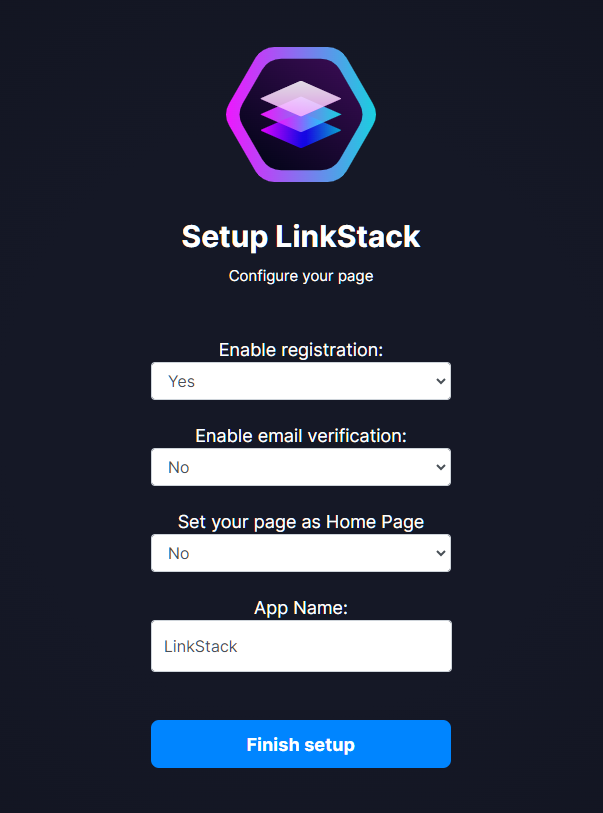 Setup LinkStack
Configure your page
Enable registration:
Yes
Enable email verification:
No
Set your page as Home Page
No
App Name:
LinkStack
Finish setup